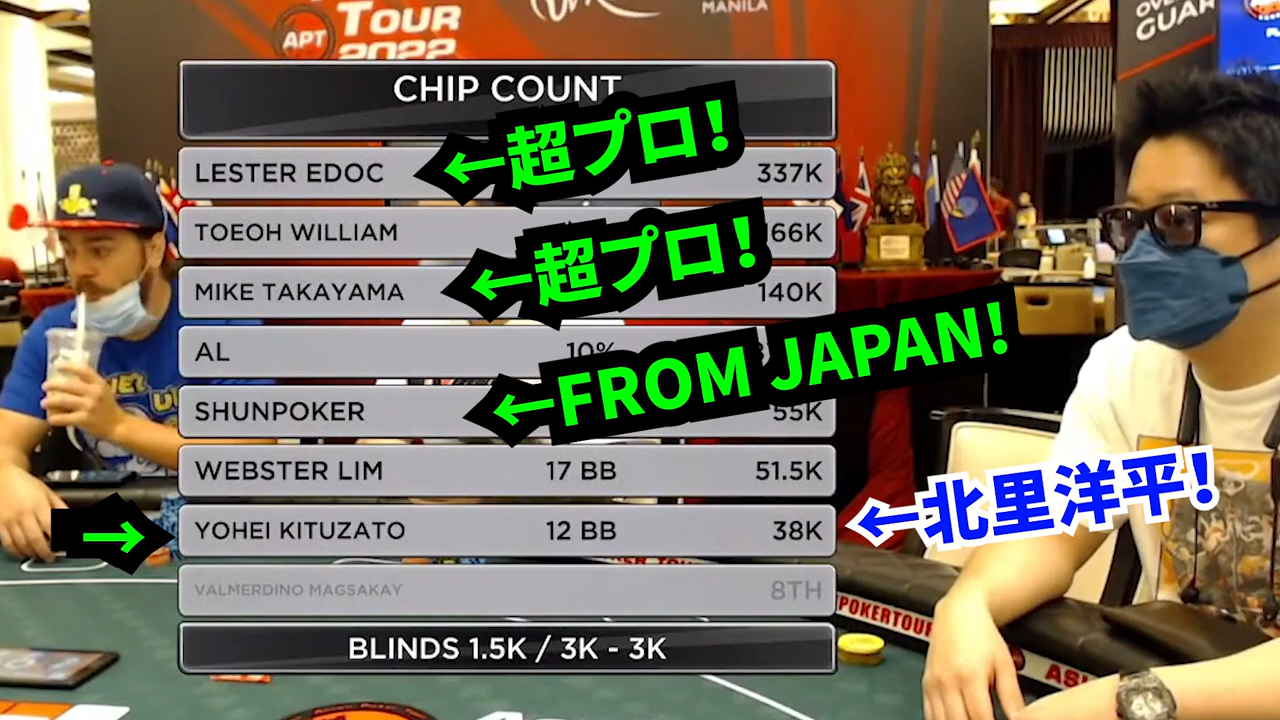 APT
TOUR
2022
MANILA
GUAR
CHIP COUNT
←超プロ!
LESTER EDOC 337K
TOEOH WILLIAM 166K
←超プロ!
MIKE TAKAYAMA 140K
←FROM JAPAN!
AL 10%
SHUNPOKER 55K
WEBSTER LIM 17 BB 51.5K
→ YOHEI KITUZATO 12 BB 38K
←北里洋平!
VALMERDINO MAGSAKAY 8TH
BLINDS 1.5K / 3K - 3K
POKERTOUR